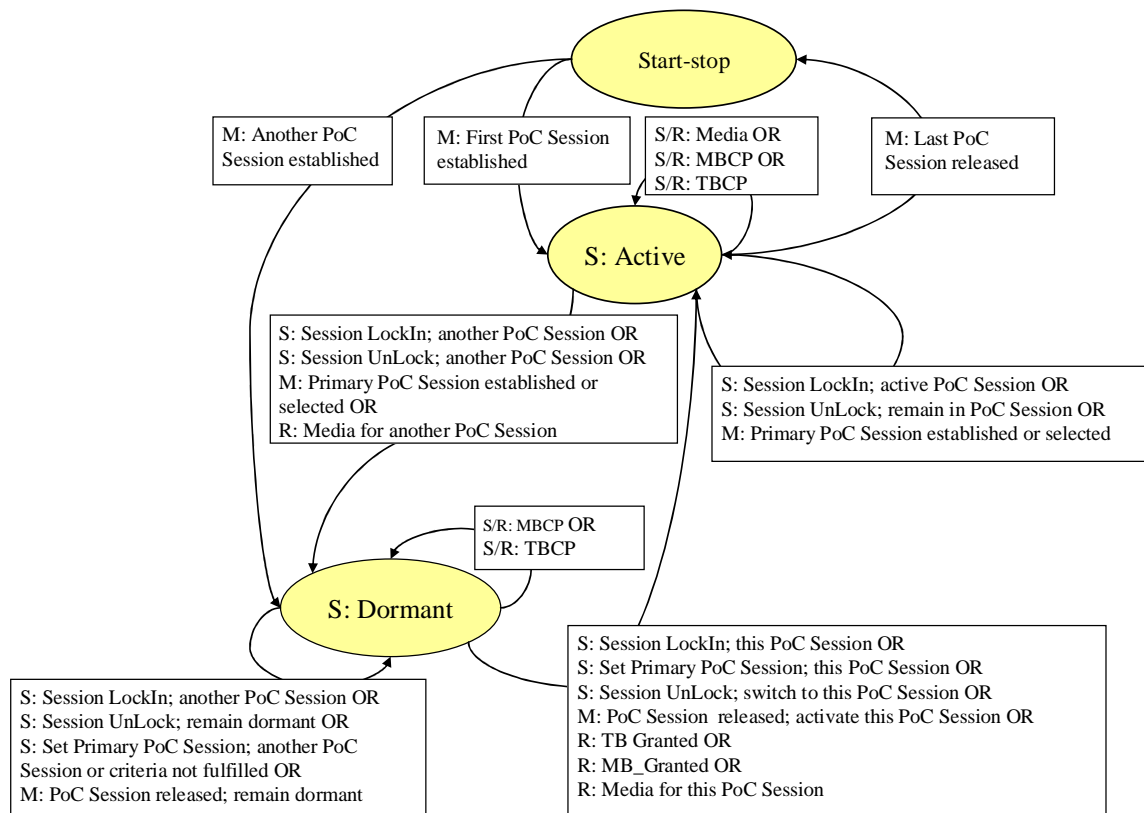 Start-stop
M: Another PoC
Session established
M: First PoC Session
established
S/R: Media OR
S/R: MBCP OR
S/R: TBCP
M: Last PoC
Session released
S: Active
S: Session LockIn; another PoC Session OR
S: Session UnLock; another PoC Session OR
M: Primary PoC Session established or
selected OR
R: Media for another PoC Session
S: Session LockIn; active PoC Session OR
S: Session UnLock; remain in PoC Session OR
M: Primary PoC Session established or selected
S/R: MBCP OR
S/R: TBCP
S: Dormant
S: Session LockIn; another PoC Session OR
S: Session UnLock; remain dormant OR
S: Set Primary PoC Session; another PoC
Session or criteria not fulfilled OR
M: PoC Session released; remain dormant
S: Session LockIn; this PoC Session OR
S: Set Primary PoC Session; this PoC Session OR
S: Session UnLock; switch to this PoC Session OR
M: PoC Session released; activate this PoC Session OR
R: TB Granted OR
R: MB_Granted OR
R: Media for this PoC Session